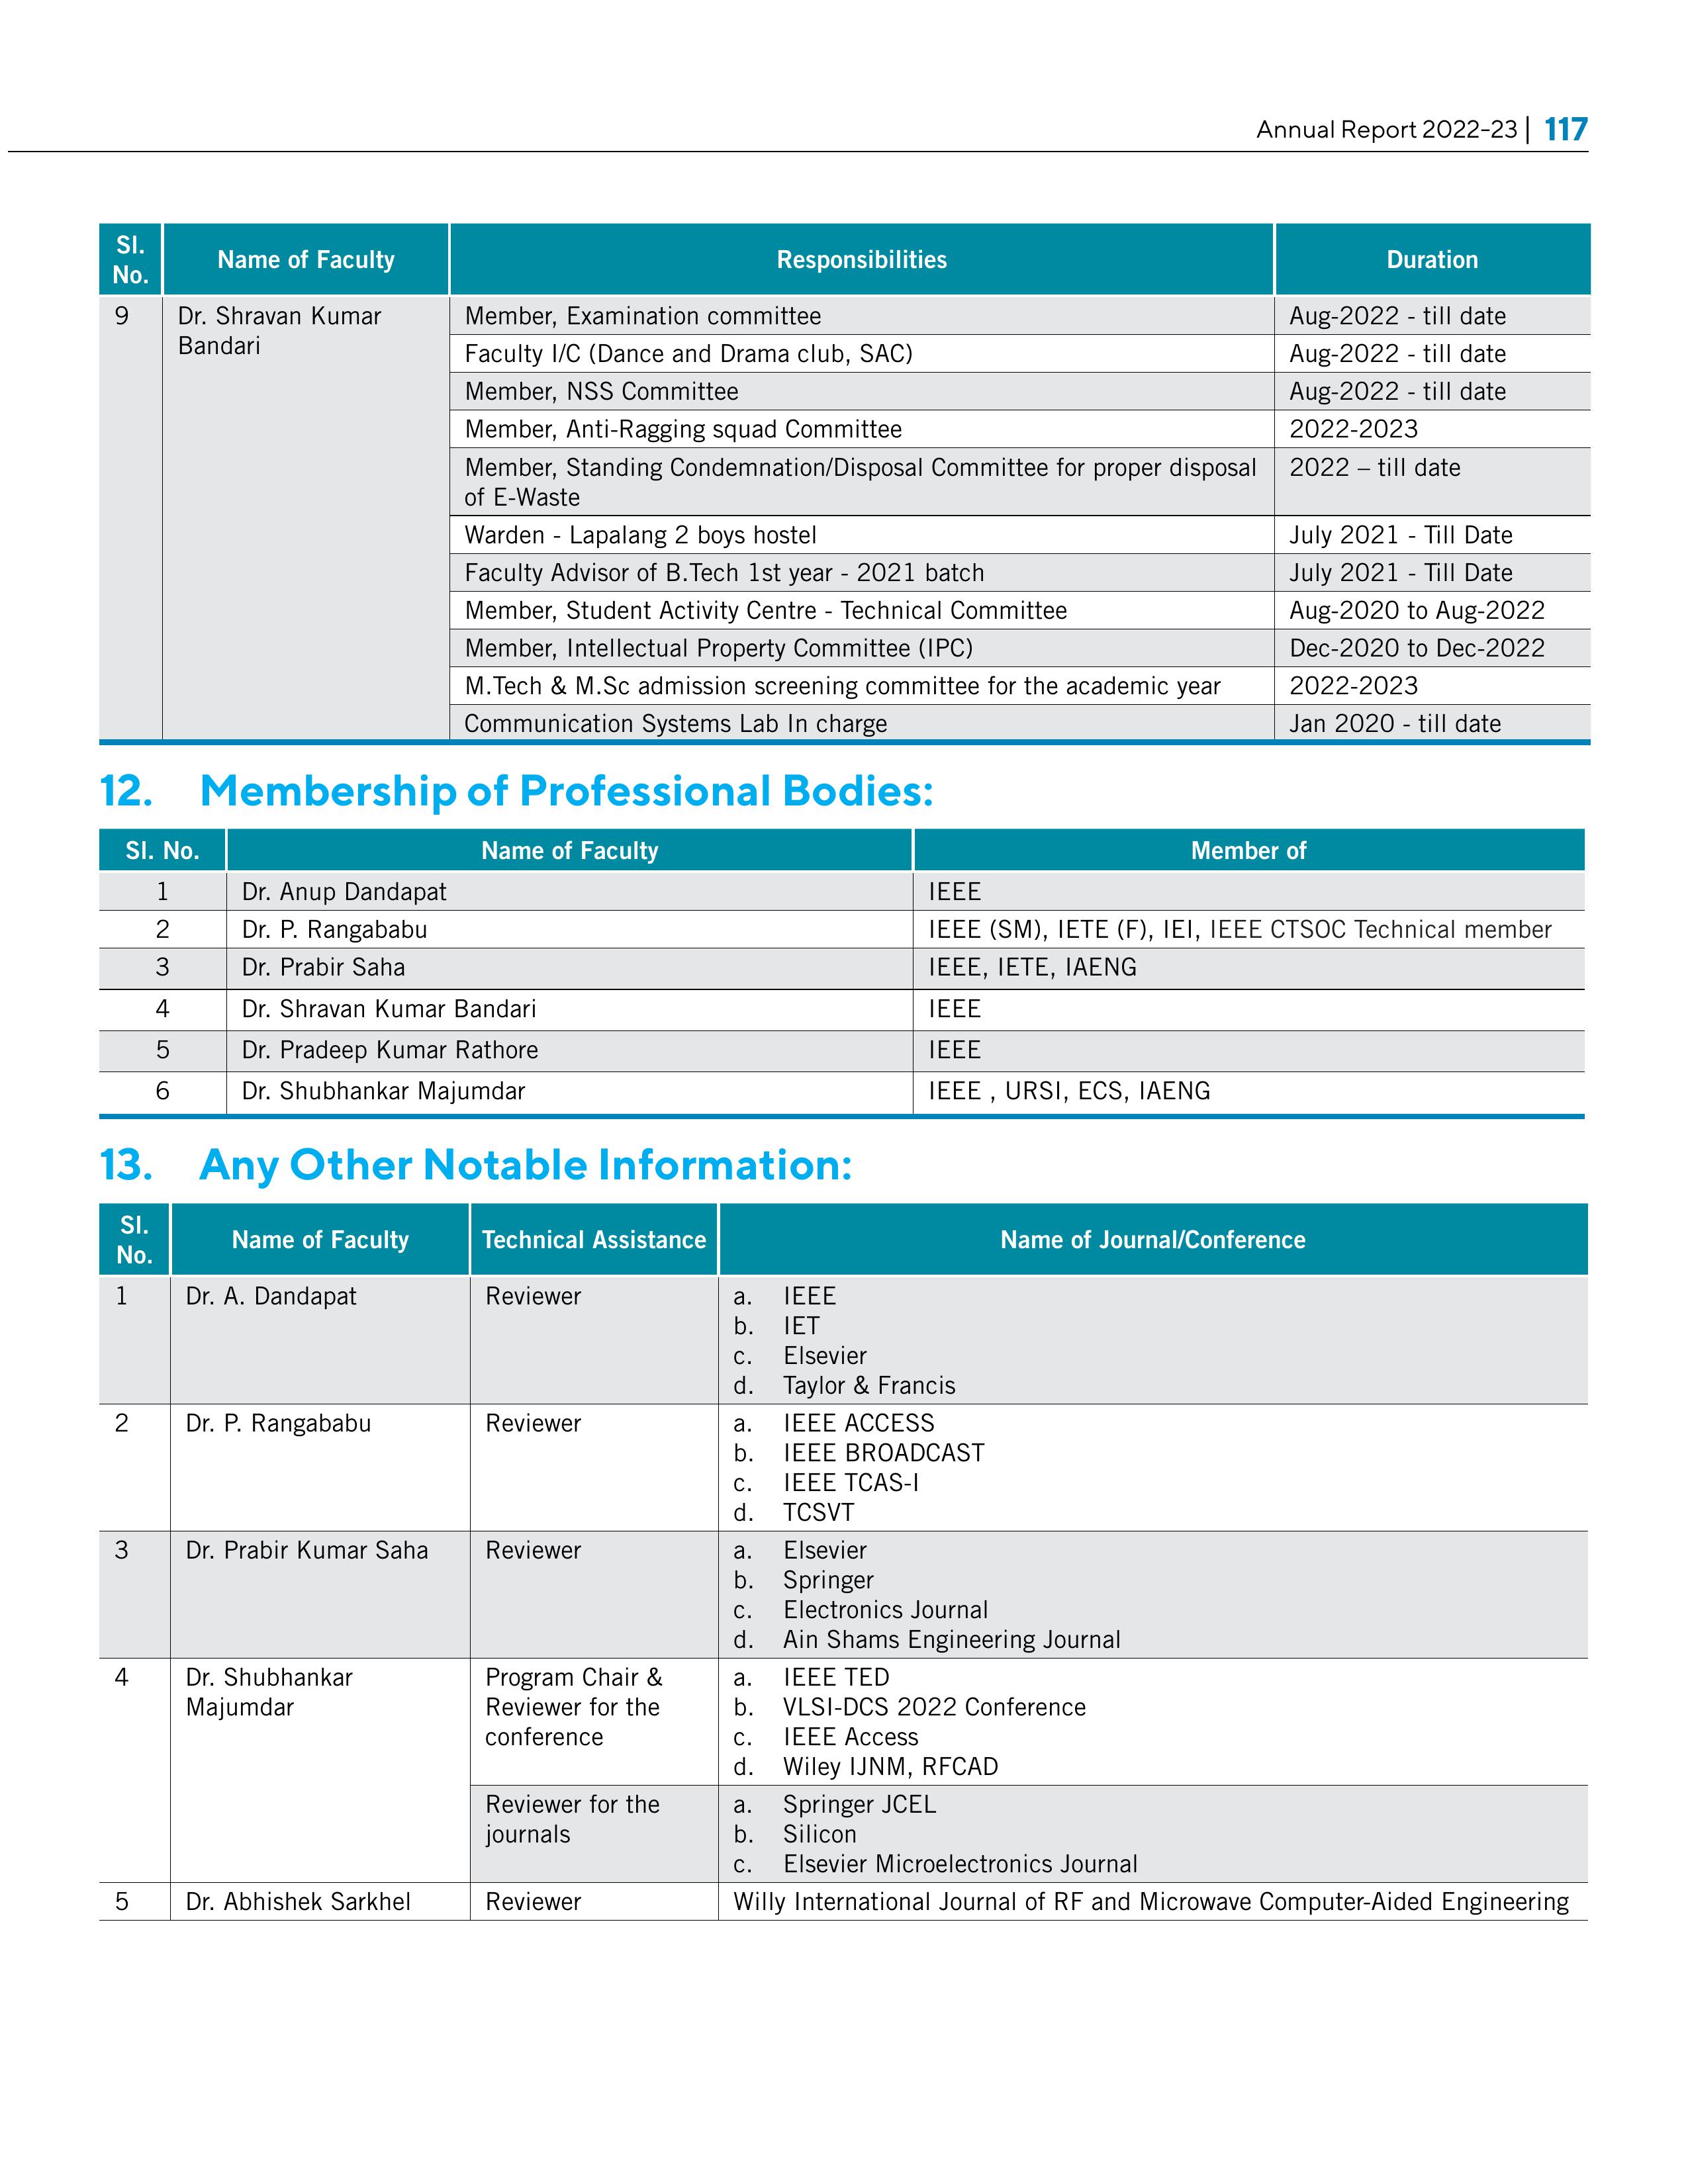 Annual Report 2022-23 | 117
Sl. No. Name of Faculty Responsibilities Duration
9 Dr. Shravan Kumar Bandari Member, Examination committee Aug-2022 - till date
Faculty I/C (Dance and Drama club, SAC) Aug-2022 - till date
Member, NSS Committee Aug-2022 - till date
Member, Anti-Ragging squad Committee 2022-2023
Member, Standing Condemnation/Disposal Committee for proper disposal of E-Waste 2022 – till date
Warden - Lapalang 2 boys hostel July 2021 - Till Date
Faculty Advisor of B.Tech 1st year - 2021 batch July 2021 - Till Date
Member, Student Activity Centre - Technical Committee Aug-2020 to Aug-2022
Member, Intellectual Property Committee (IPC) Dec-2020 to Dec-2022
M.Tech & M.Sc admission screening committee for the academic year 2022-2023
Communication Systems Lab In charge Jan 2020 - till date
12. Membership of Professional Bodies:
Sl. No. Name of Faculty Member of
1 Dr. Anup Dandapat IEEE
2 Dr. P. Rangababu IEEE (SM), IETE (F), IEI, IEEE CTSOC Technical member
3 Dr. Prabir Saha IEEE, IETE, IAENG
4 Dr. Shravan Kumar Bandari IEEE
5 Dr. Pradeep Kumar Rathore IEEE
6 Dr. Shubhankar Majumdar IEEE , URSI, ECS, IAENG
13. Any Other Notable Information:
Sl. No. Name of Faculty Technical Assistance Name of Journal/Conference
1 Dr. A. Dandapat Reviewer a. IEEE
b. IET
c. Elsevier
d. Taylor & Francis
2 Dr. P. Rangababu Reviewer a. IEEE ACCESS
b. IEEE BROADCAST
c. IEEE TCAS-I
d. TCSVT
3 Dr. Prabir Kumar Saha Reviewer a. Elsevier
b. Springer
c. Electronics Journal
d. Ain Shams Engineering Journal
4 Dr. Shubhankar Majumdar Program Chair & Reviewer for the conference a. IEEE TED
b. VLSI-DCS 2022 Conference
c. IEEE Access
d. Wiley IJNM, RFCAD
Reviewer for the journals a. Springer JCEL
b. Silicon
c. Elsevier Microelectronics Journal
5 Dr. Abhishek Sarkhel Reviewer Willy International Journal of RF and Microwave Computer-Aided Engineering